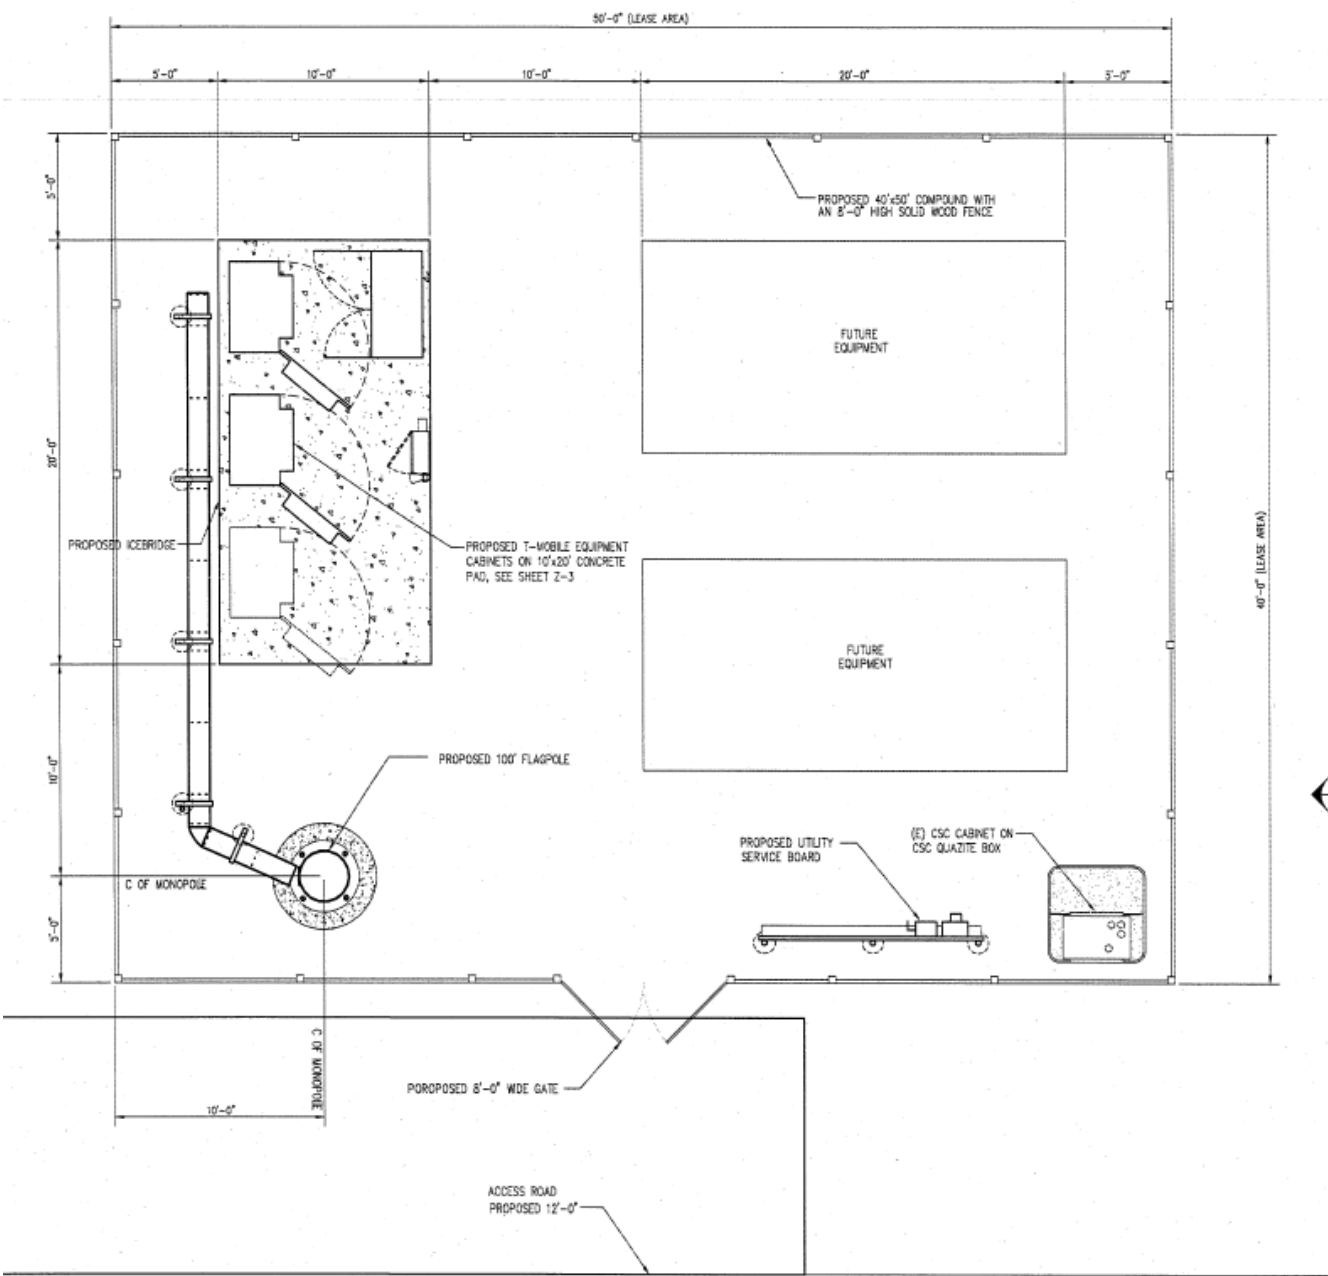 50'-0" (LEASE AREA)
5'-0"
10'-0"
10'-0"
20'-0"
5'-0"
5'-0"
PROPOSED 40'x50' COMPOUND WITH
AN 8'-0" HIGH SOLID WOOD FENCE
FUTURE
EQUIPMENT
20'-0"
PROPOSED ICEBRIDGE
PROPOSED T-MOBILE EQUIPMENT
CABINETS ON 10'x20' CONCRETE
PAD, SEE SHEET Z-3
40'-0" (LEASE AREA)
FUTURE
EQUIPMENT
10'-0"
PROPOSED 100' FLAGPOLE
PROPOSED UTILITY
SERVICE BOARD
(E) CSC CABINET ON
CSC QUAZITE BOX
C OF MONOPOLE
5'-0"
C OF MONOPOLE
POROPOSED 8'-0" WIDE GATE
10'-0"
ACCESS ROAD
PROPOSED 12'-0"